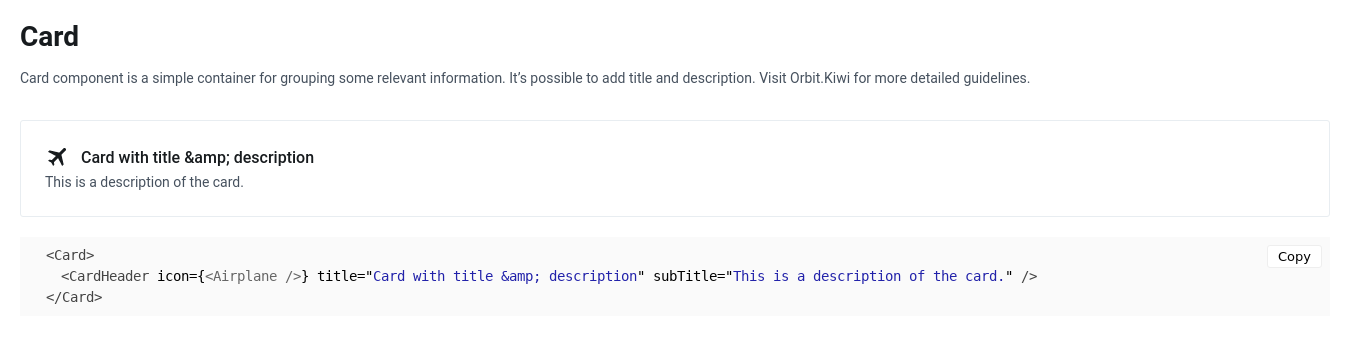 Card
Card component is a simple container for grouping some relevant information. It’s possible to add title and description. Visit Orbit.Kiwi for more detailed guidelines.
Card with title &amp; description
This is a description of the card.
<Card>
Copy
<CardHeader icon={<Airplane />} title="Card with title &amp; description" subTitle="This is a description of the card." />
</Card>